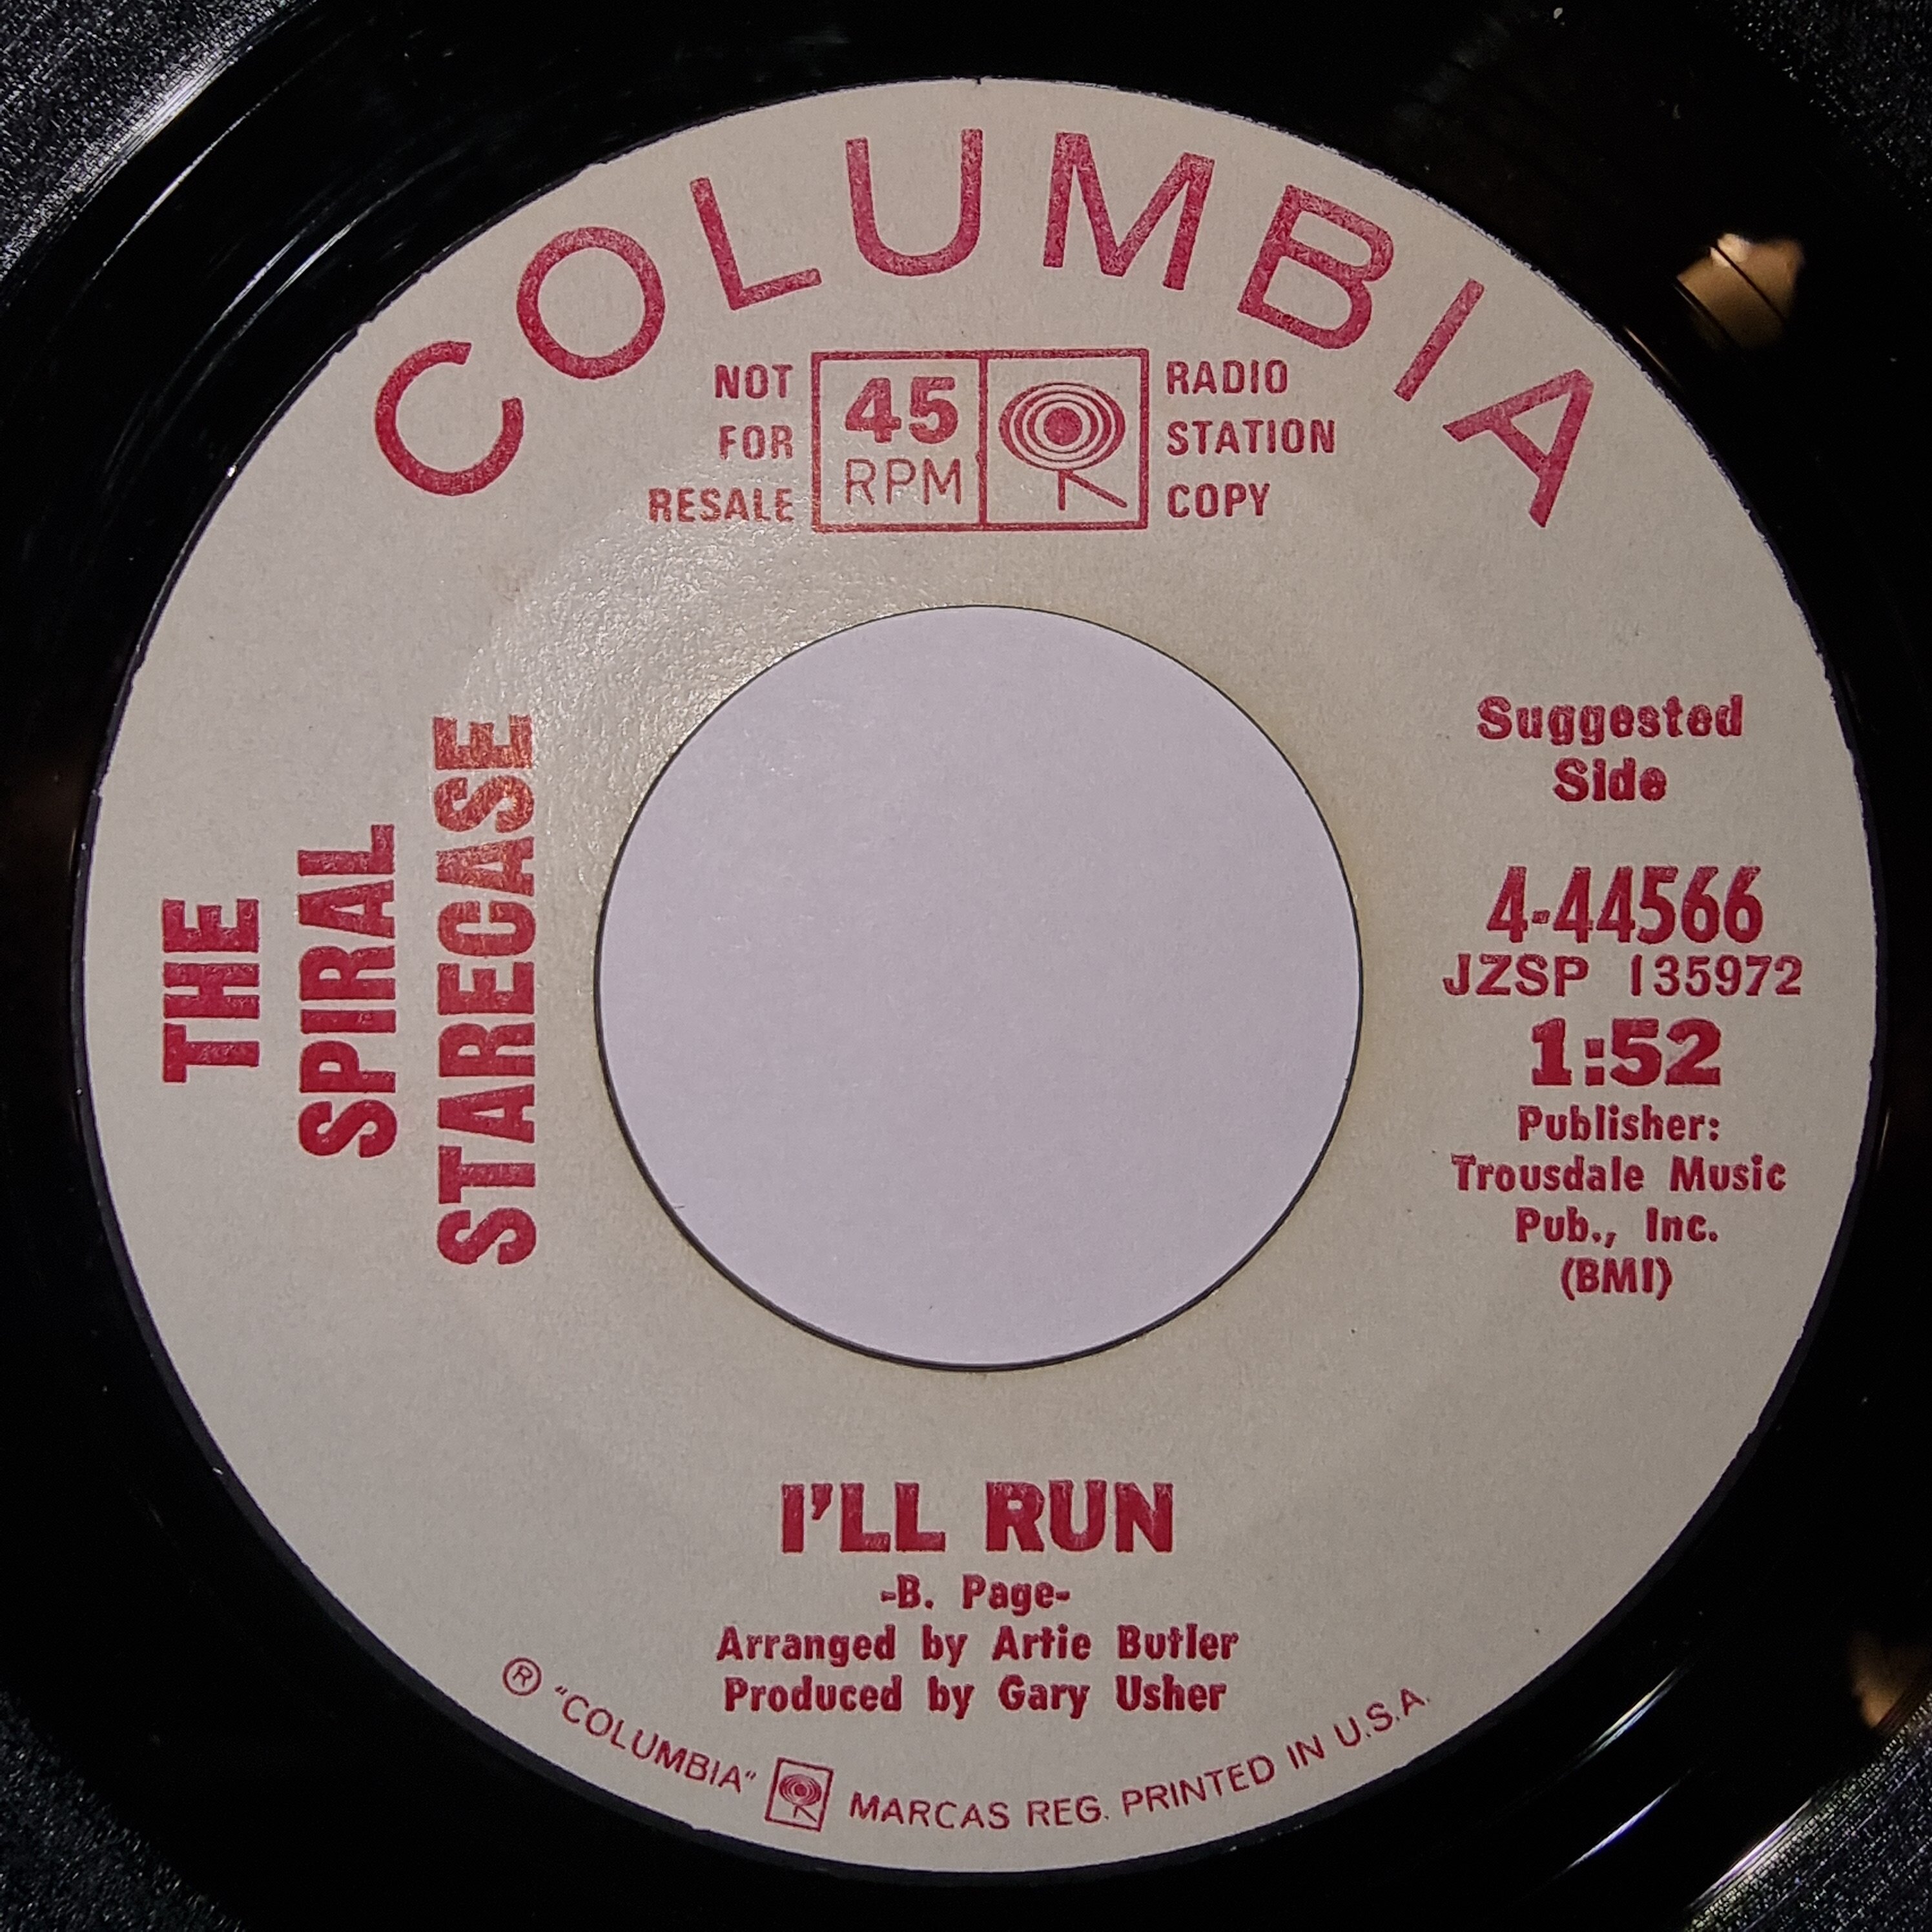 COLUMBIA
NOT
FOR
RESALE
45
RPM
RADIO
STATION
COPY
THE
SPIRAL
STARECASE
Suggested
Side
4-44566
JZSP 135972
1:52
Publisher:
Trousdale Music
Pub., Inc.
(BMI)
I'LL RUN
-B. Page-
Arranged by Artie Butler
Produced by Gary Usher
® "COLUMBIA" MARCAS REG. PRINTED IN U.S.A.